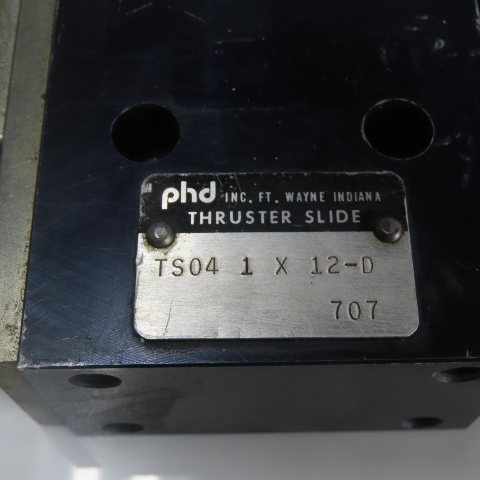 phd INC. FT. WAYNE INDIANA
THRUSTER SLIDE
TS04 1 X 12-D
707